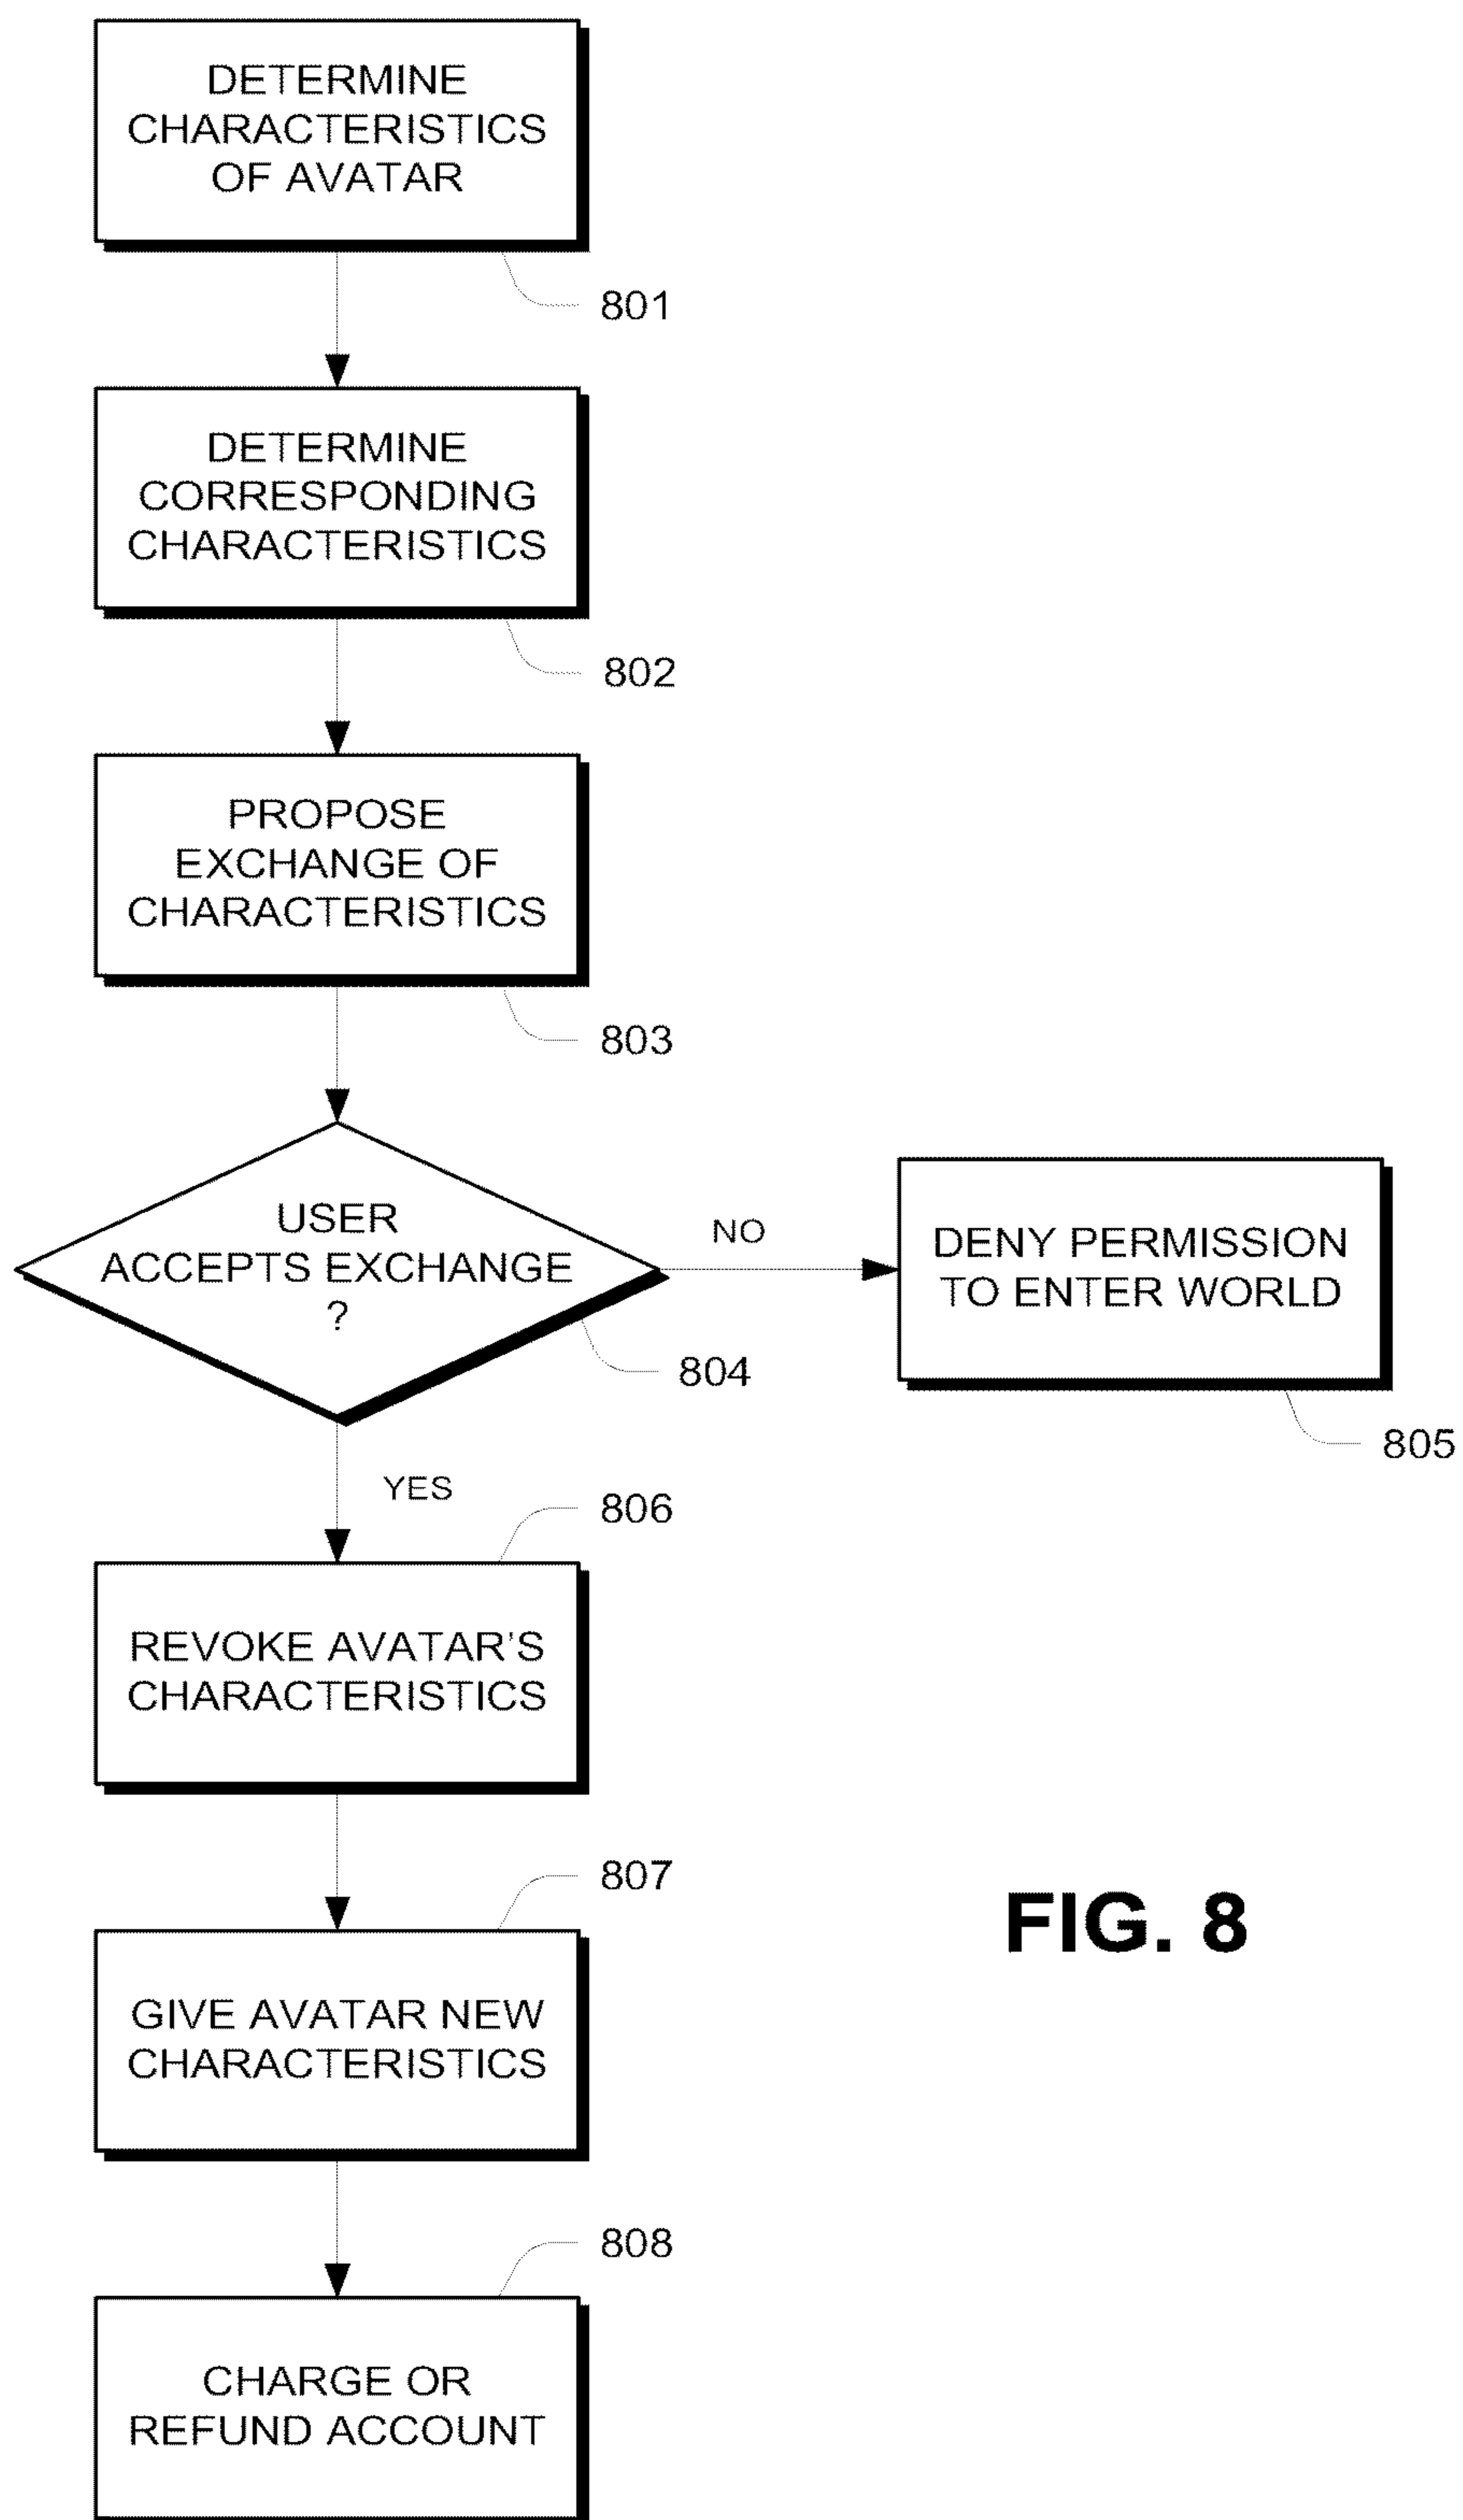 DETERMINE
CHARACTERISTICS
OF AVATAR
801
DETERMINE
CORRESPONDING
CHARACTERISTICS
802
PROPOSE
EXCHANGE OF
CHARACTERISTICS
803
USER
ACCEPTS EXCHANGE
?
804
NO
DENY PERMISSION
TO ENTER WORLD
805
YES
806
REVOKE AVATAR'S
CHARACTERISTICS
807
GIVE AVATAR NEW
CHARACTERISTICS
808
CHARGE OR
REFUND ACCOUNT
FIG. 8